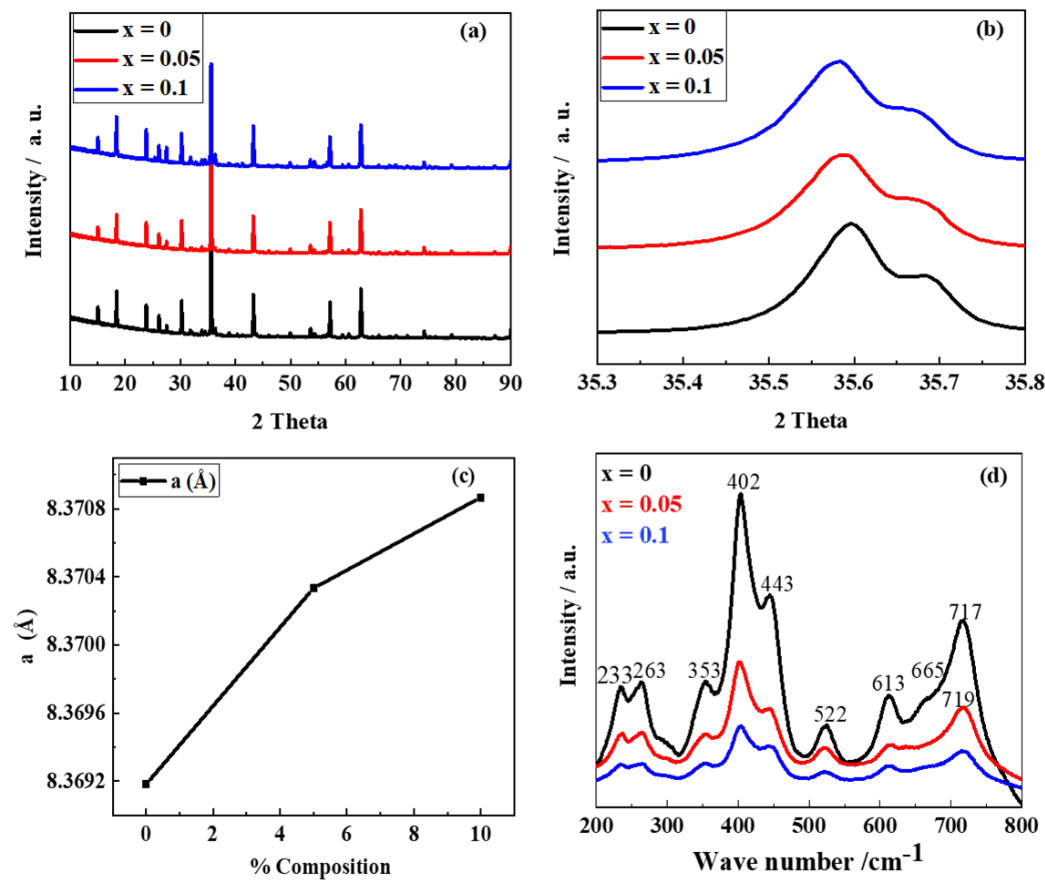 x = 0
x = 0.05
x = 0.1
(a)
Intensity / a. u.
10 20 30 40 50 60 70 80 90
2 Theta
x = 0
x = 0.05
x = 0.1
(b)
Intensity / a. u.
35.3 35.4 35.5 35.6 35.7 35.8
2 Theta
a (Å)
(c)
8.3708
8.3704
8.3700
8.3696
8.3692
a (Å)
0 2 4 6 8 10
% Composition
x = 0
x = 0.05
x = 0.1
(d)
402
443
717
233 263
353
522
613
665
719
Intensity / a.u.
200 300 400 500 600 700 800
Wave number /cm-1